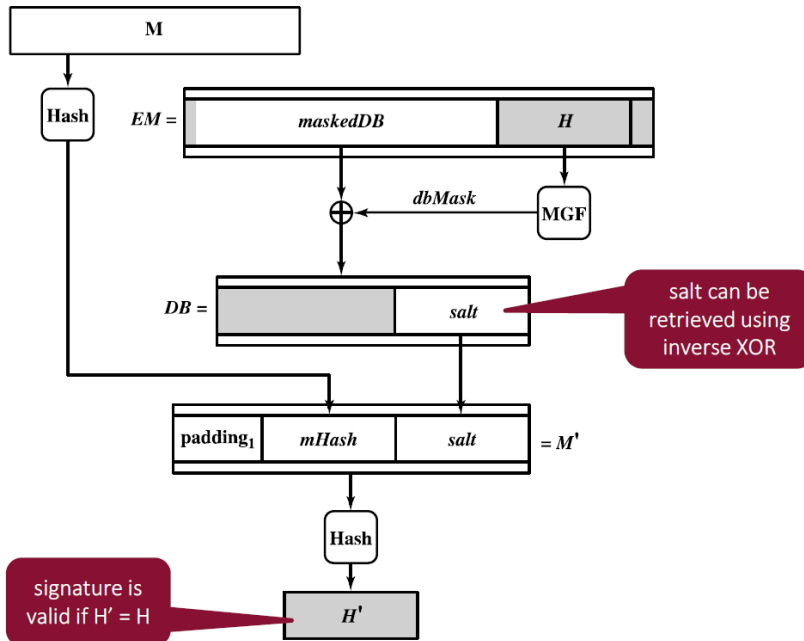 M
Hash
EM =
maskedDB
H
dbMask
MGF
DB =
salt
salt can be
retrieved using
inverse XOR
padding1
mHash
salt
= M'
Hash
signature is
valid if H’ = H
H'